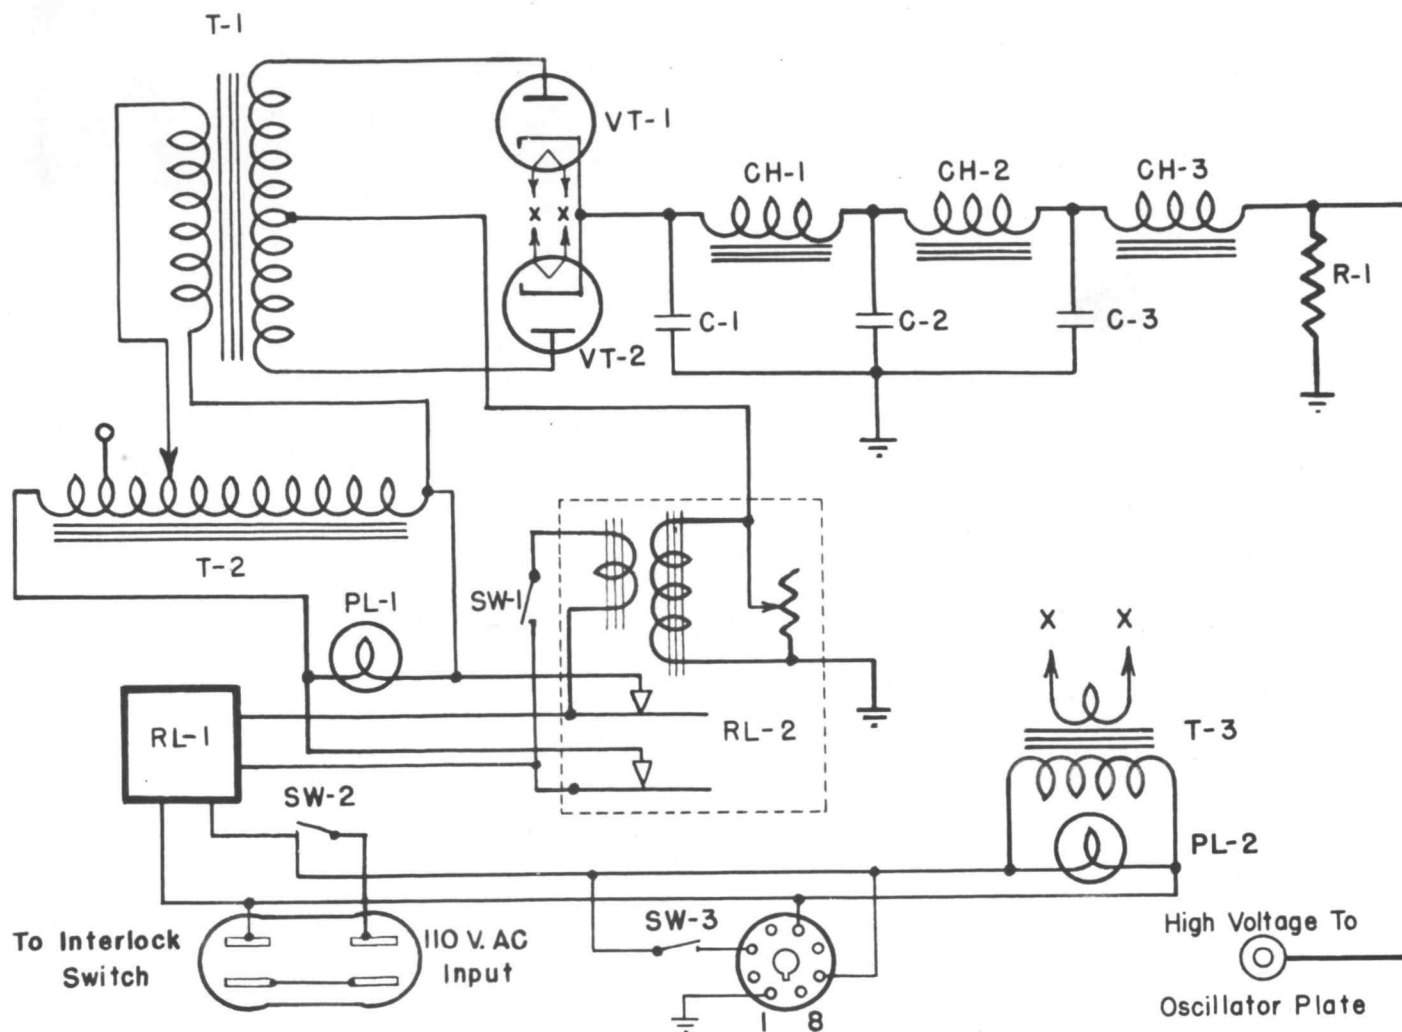 T-1
VT-1
X X
VT-2
CH-1
CH-2
CH-3
R-1
C-1
C-2
C-3
T-2
PL-1
SW-1
RL-1
RL-2
SW-2
X X
T-3
PL-2
SW-3
To Interlock
Switch
110 V. AC
Input
1 8
High Voltage To
Oscillator Plate